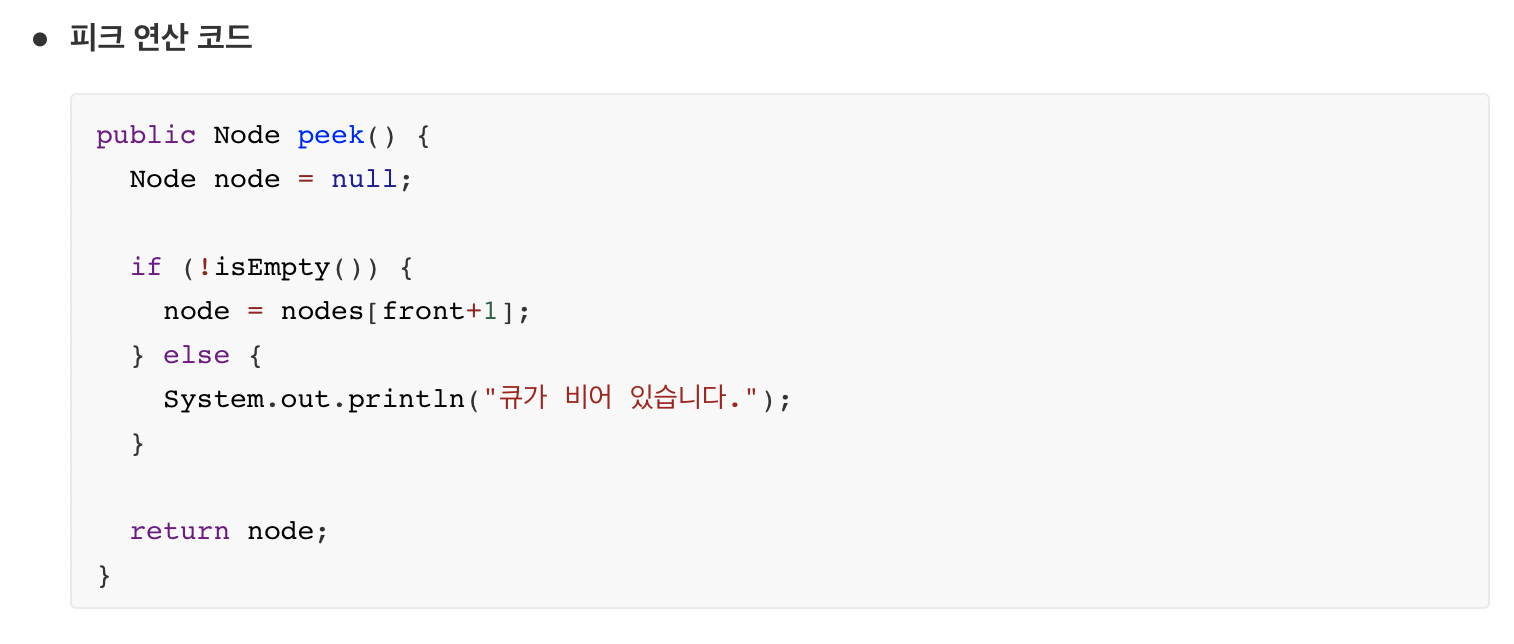 ● 피크 연산 코드
public Node peek() {
  Node node = null;

  if (!isEmpty()) {
    node = nodes[front+1];
  } else {
    System.out.println("큐가 비어 있습니다.");
  }

  return node;
}